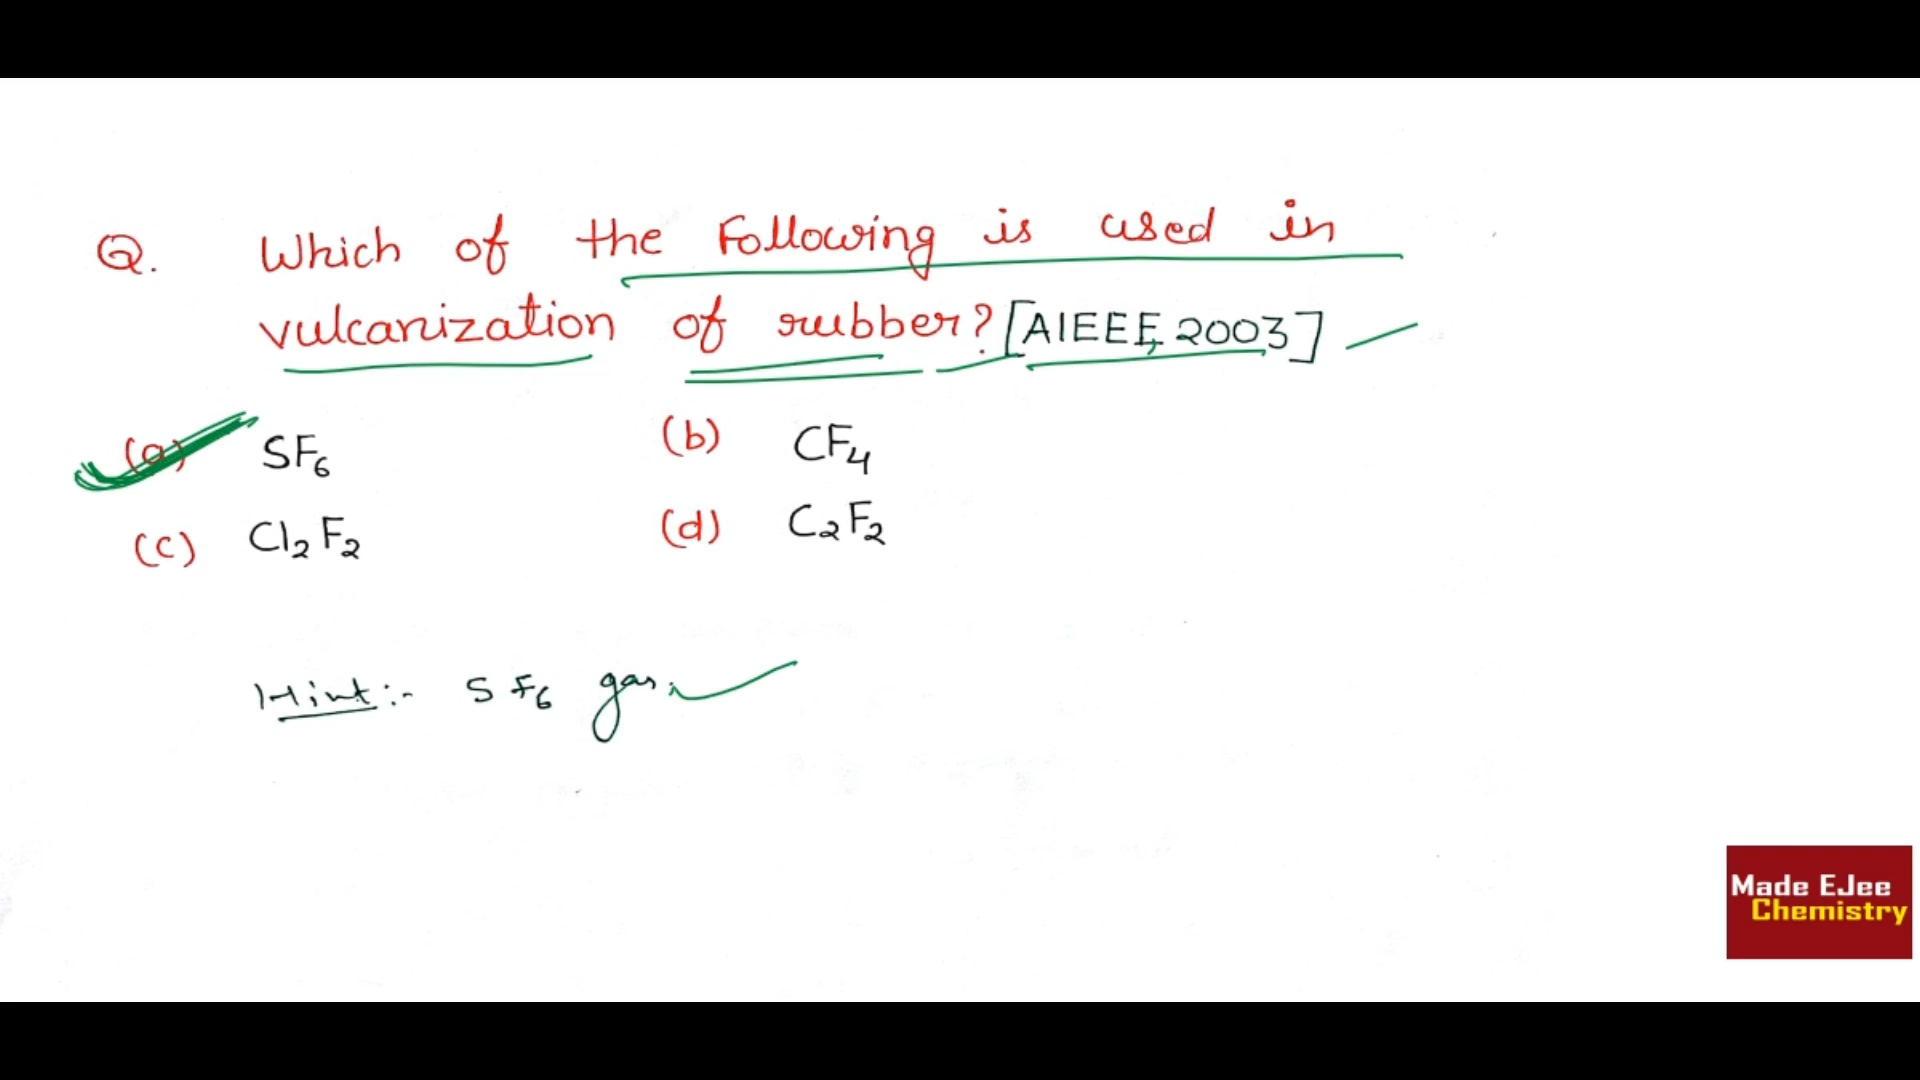 Q. Which of the Following is used in
vulcanization of rubber? [AIEEE, 2003]
(a) SF₆ (b) CF₄
(c) Cl₂F₂ (d) C₂F₂
Hint:- SF₆ gas.
Made EJee
Chemistry